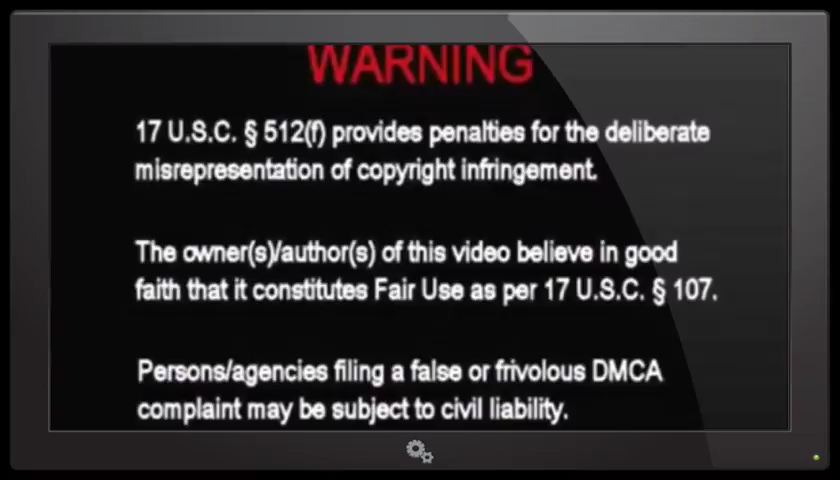 WARNING
17 U.S.C. § 512(f) provides penalties for the deliberate
misrepresentation of copyright infringement.
The owner(s)/author(s) of this video believe in good
faith that it constitutes Fair Use as per 17 U.S.C. § 107.
Persons/agencies filing a false or frivolous DMCA
complaint may be subject to civil liability.